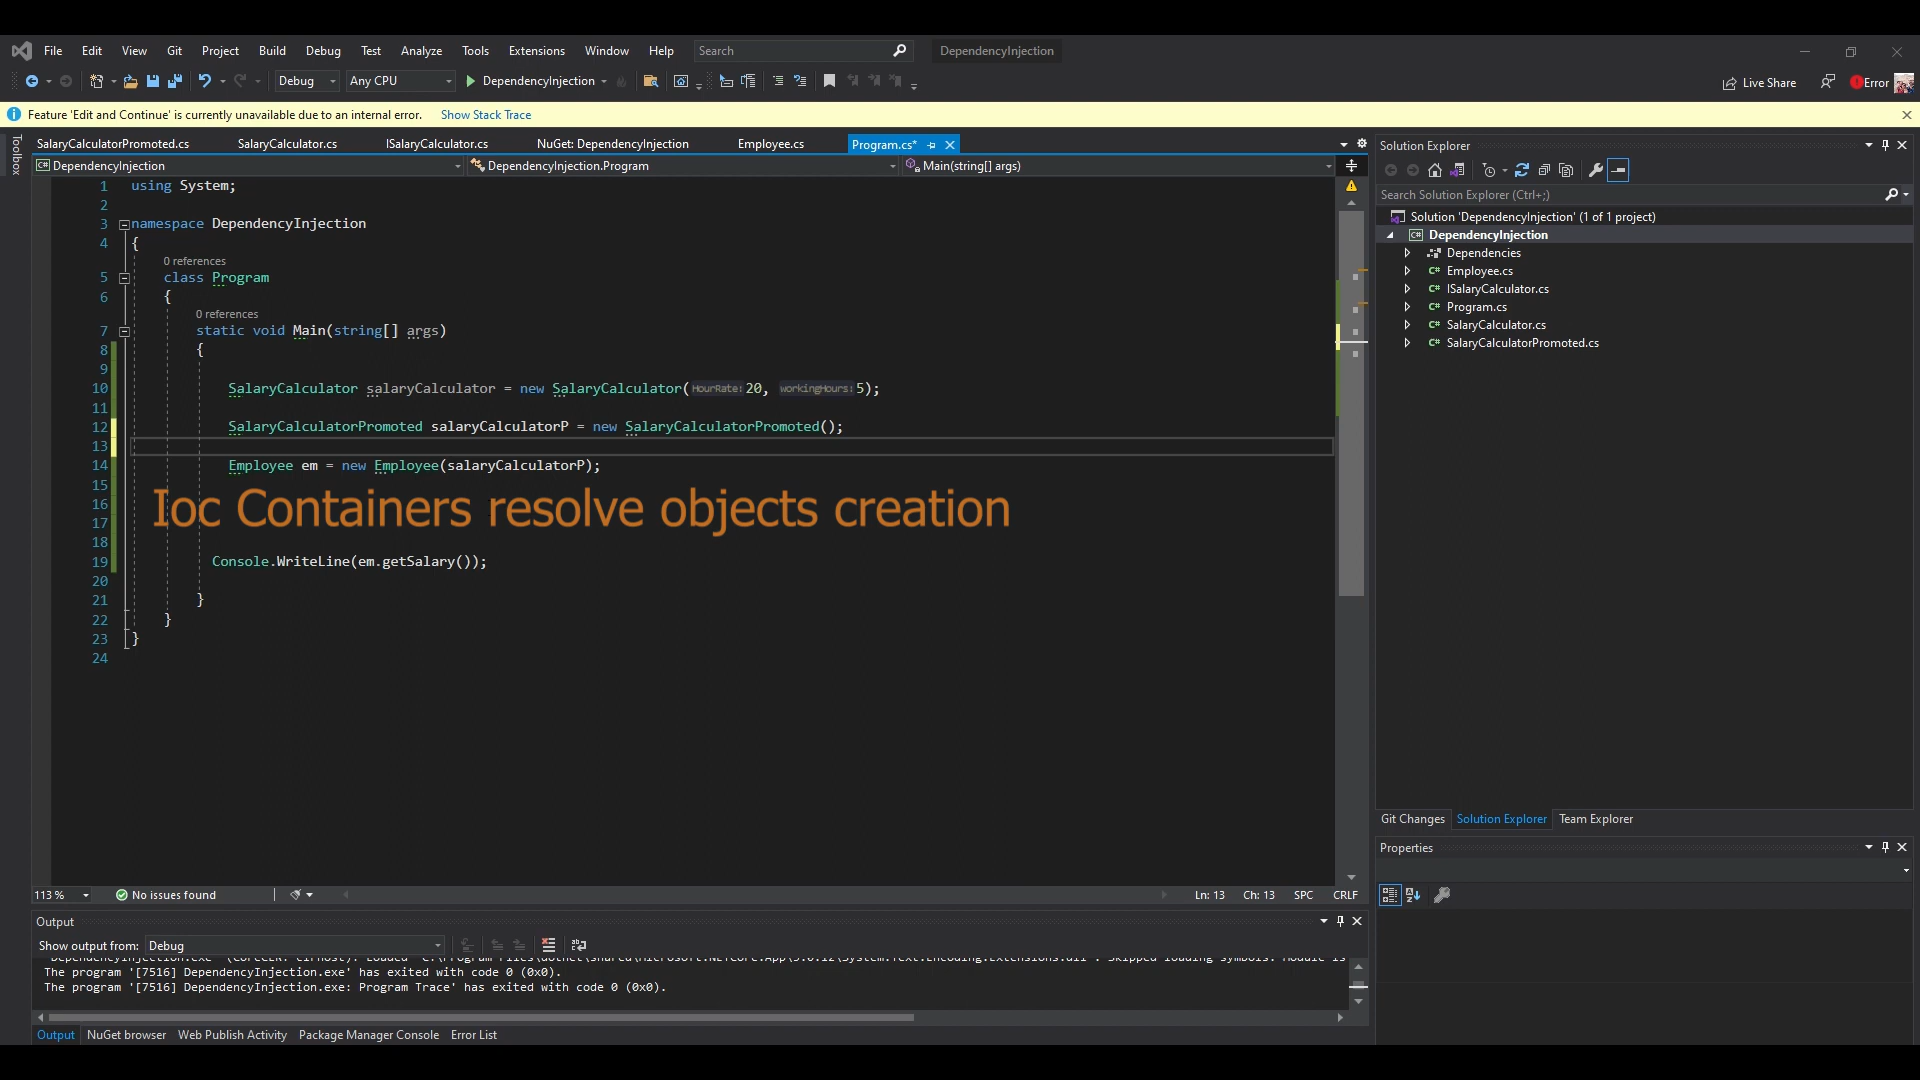 File Edit View Git Project Build Debug Test Analyze Tools Extensions Window Help Search DependencyInjection
Debug Any CPU DependencyInjection Live Share Error
Feature 'Edit and Continue' is currently unavailable due to an internal error. Show Stack Trace
Toolbox
SalaryCalculatorPromoted.cs SalaryCalculator.cs ISalaryCalculator.cs NuGet: DependencyInjection Employee.cs Program.cs*
DependencyInjection DependencyInjection.Program Main(string[] args)
1 using System;
2
3 namespace DependencyInjection
4 {
0 references
5 class Program
6 {
0 references
7 static void Main(string[] args)
8 {
9
10 SalaryCalculator salaryCalculator = new SalaryCalculator(HourRate: 20, workingHours: 5);
11
12 SalaryCalculatorPromoted salaryCalculatorP = new SalaryCalculatorPromoted();
13
14 Employee em = new Employee(salaryCalculatorP);
15
16
Ioc Containers resolve objects creation
17
18
19 Console.WriteLine(em.getSalary());
20
21 }
22 }
23 }
24
113 % No issues found Ln: 13 Ch: 13 SPC CRLF
Output
Show output from: Debug
The program '[7516] DependencyInjection.exe' has exited with code 0 (0x0).
The program '[7516] DependencyInjection.exe: Program Trace' has exited with code 0 (0x0).
Output NuGet browser Web Publish Activity Package Manager Console Error List
Solution Explorer
Search Solution Explorer (Ctrl+;)
Solution 'DependencyInjection' (1 of 1 project)
DependencyInjection
Dependencies
C# Employee.cs
C# ISalaryCalculator.cs
C# Program.cs
C# SalaryCalculator.cs
C# SalaryCalculatorPromoted.cs
Git Changes Solution Explorer Team Explorer
Properties